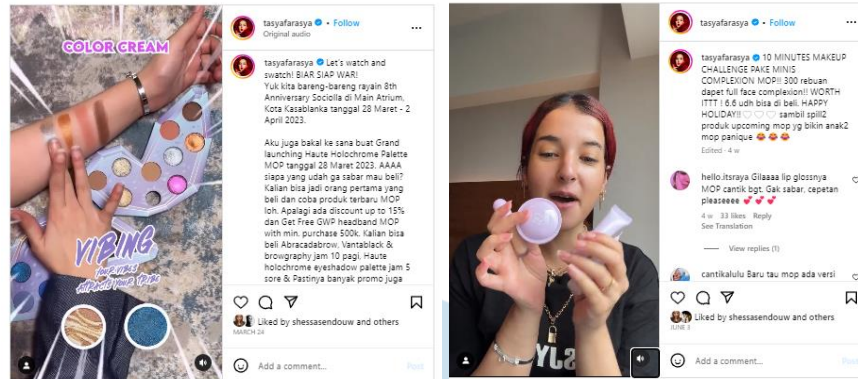 COLOR CREAM
VIBING
YOUR VIBES
ATTRACTS YOUR TRIBES
tasyafarasya • Follow
Original audio
tasyafarasya Let's watch and
swatch! BIAR SIAP WAR!
Yuk kita bareng-bareng rayain 8th
Anniversary Sociolla di Main Atrium,
Kota Kasablanka tanggal 28 Maret - 2
April 2023.
Aku juga bakal ke sana buat Grand
launching Haute Holochrome Palette
MOP tanggal 28 Maret 2023. AAAA
siapa yang udah ga sabar mau beli?
Kalian bisa jadi orang pertama yang
beli dan coba produk terbaru MOP
loh. Apalagi ada discount up to 15%
dan Get Free GWP headband MOP
with min. purchase 500k. Kalian bisa
beli Abracadabrow, Vantablack &
browgraphy jam 10 pagi, Haute
holochrome eyeshadow palette jam 5
sore & Pastinya banyak promo juga
Liked by shessasendouw and others
MARCH 24
Add a comment...
Post
tasyafarasya • Follow
tasyafarasya 10 MINUTES MAKEUP
CHALLENGE PAKE MINIS
COMPLEXION MOP!! 300 rebuan
dapet full face complexion!! WORTH
ITTT ! 6.6 udh bisa di beli. HAPPY
HOLIDAY!!🤍🤍🤍 sambil spill2
produk upcoming mop yg bikin anak2
mop panique
Edited · 4 w
hello.itsraya Gilaaaa lip glossnya
MOP cantik bgt. Gak sabar, cepetan
pleaseeee
4 w 33 likes Reply
See Translation
View replies (1)
cantikalulu Baru tau mop ada versi
Liked by shessasendouw and others
JUNE 3
Add a comment...
Post